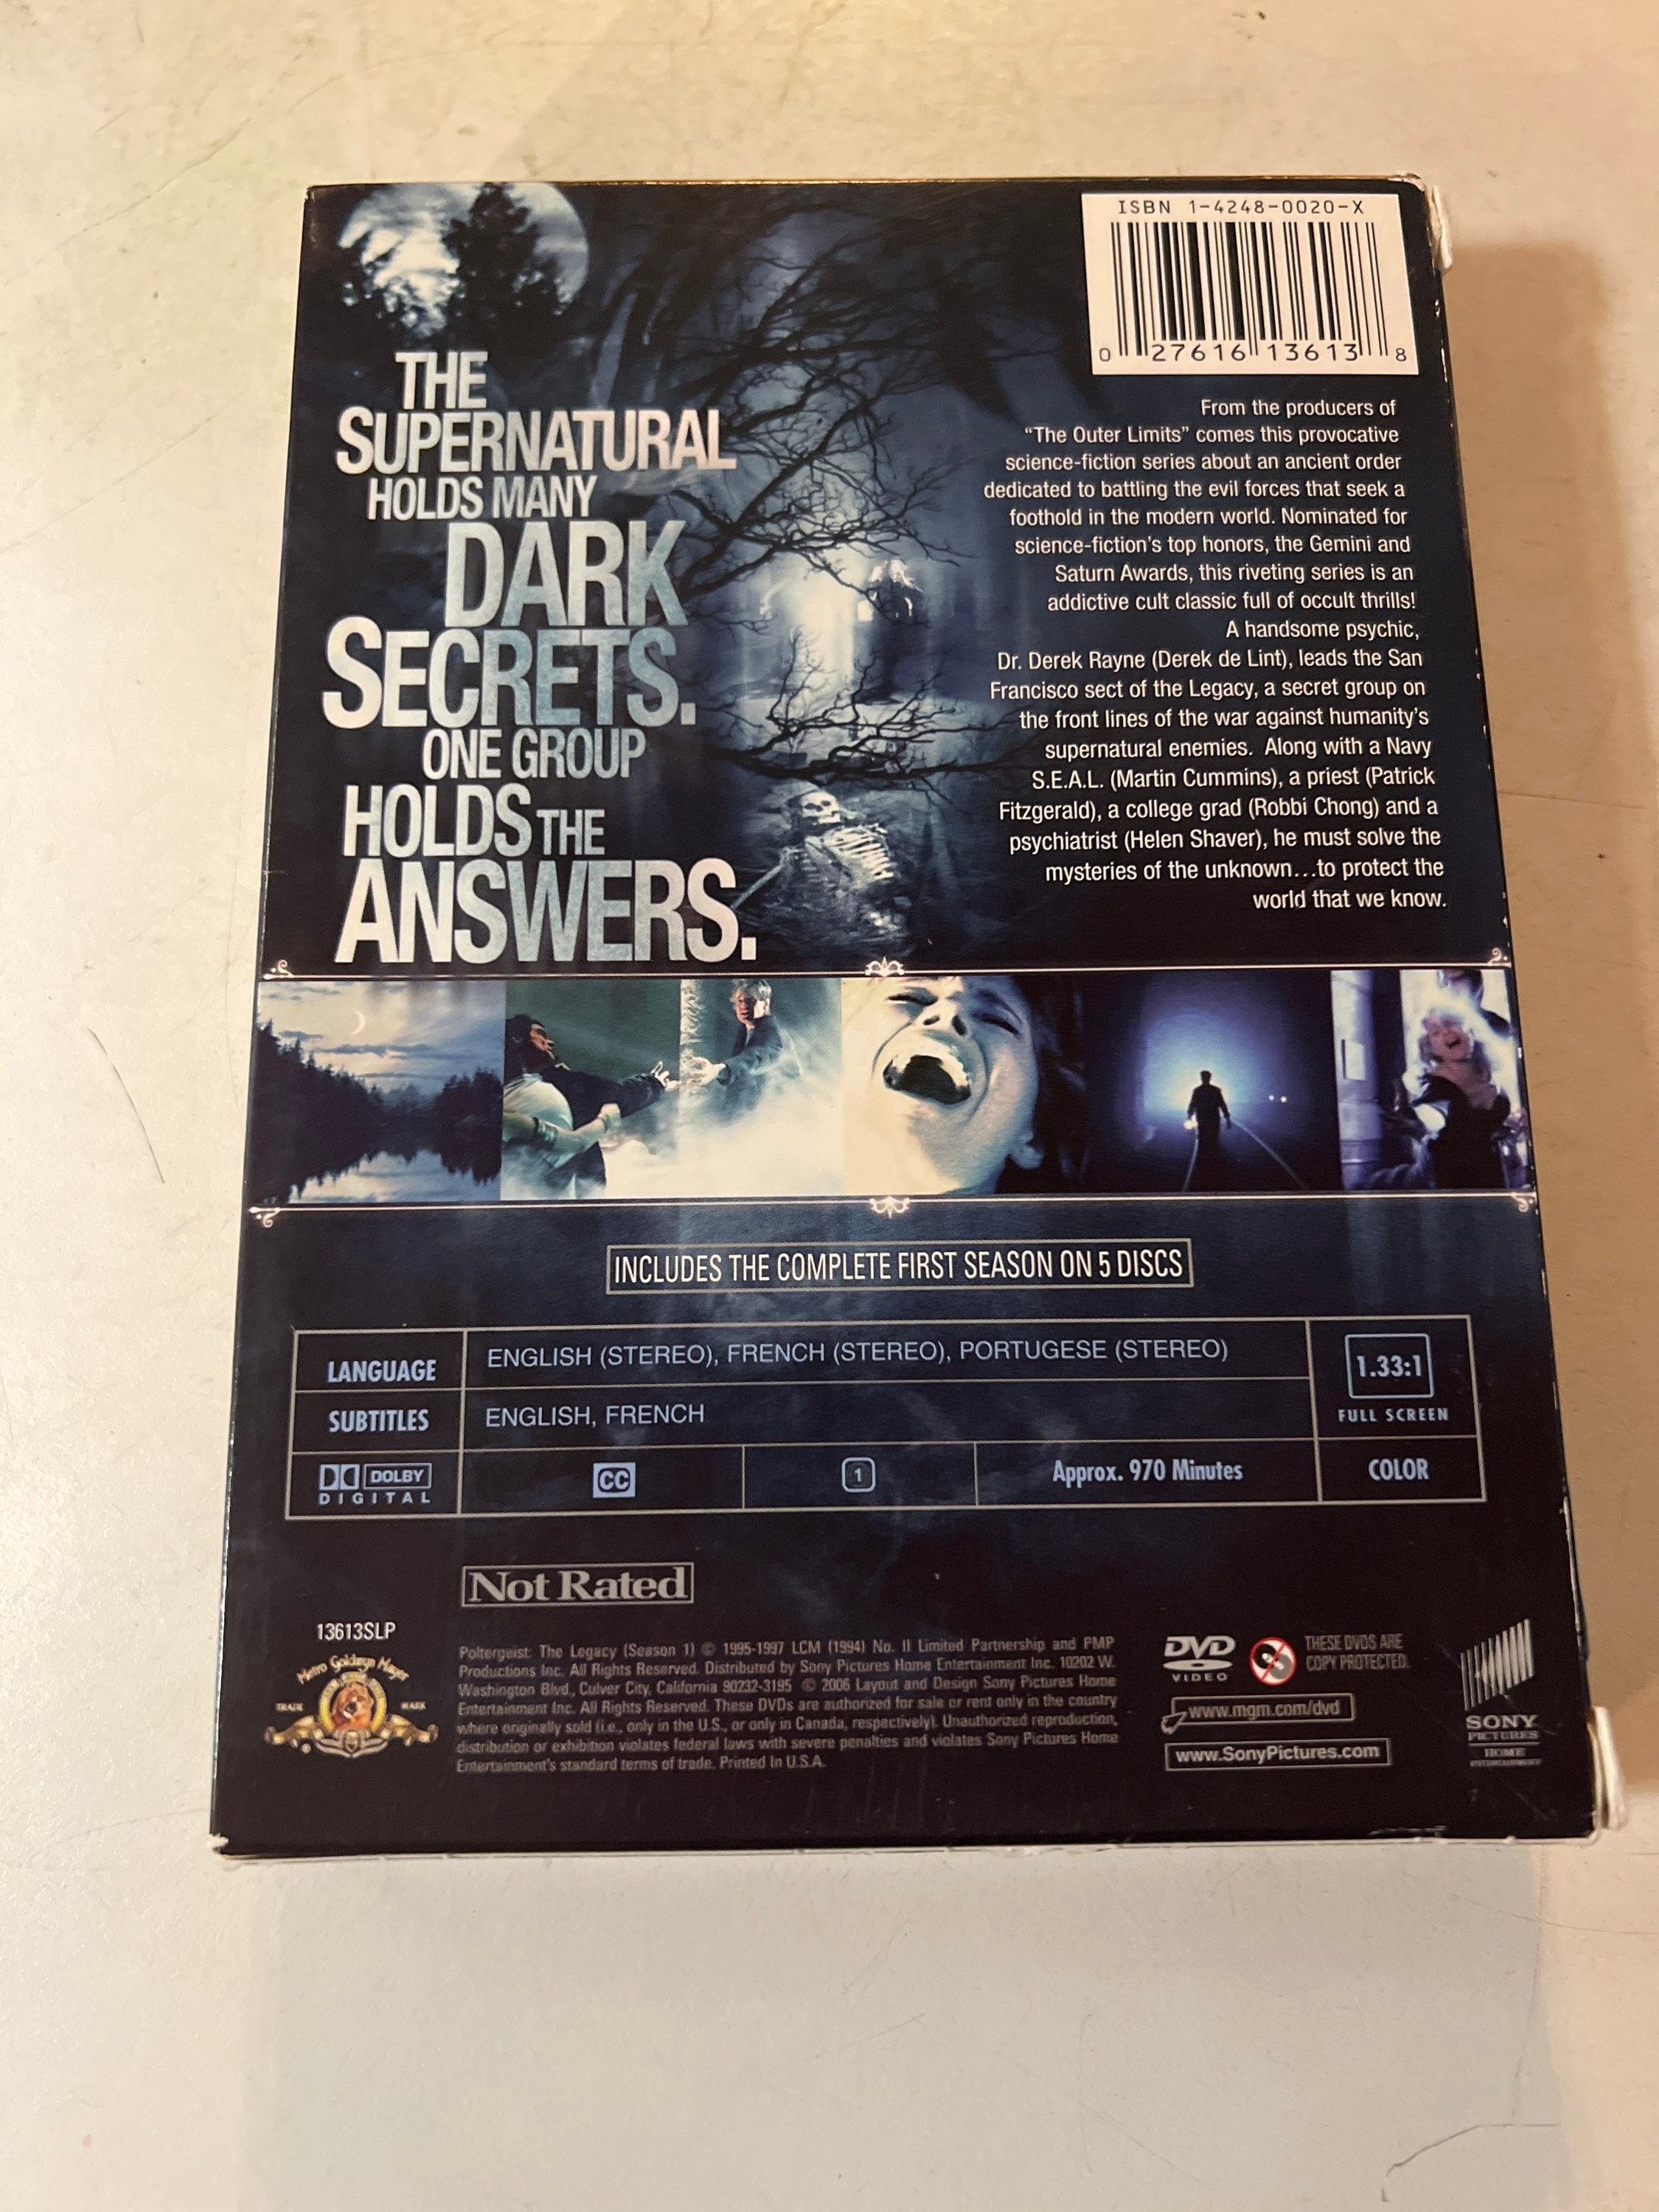 ISBN 1-4248-0020-X
0 27616 13613 8
THE
SUPERNATURAL
HOLDS MANY
DARK
SECRETS.
ONE GROUP
HOLDS THE
ANSWERS.
From the producers of
“The Outer Limits” comes this provocative
science-fiction series about an ancient order
dedicated to battling the evil forces that seek a
foothold in the modern world. Nominated for
science-fiction's top honors, the Gemini and
Saturn Awards, this riveting series is an
addictive cult classic full of occult thrills!
A handsome psychic,
Dr. Derek Rayne (Derek de Lint), leads the San
Francisco sect of the Legacy, a secret group on
the front lines of the war against humanity's
supernatural enemies. Along with a Navy
S.E.A.L. (Martin Cummins), a priest (Patrick
Fitzgerald), a college grad (Robbi Chong) and a
psychiatrist (Helen Shaver), he must solve the
mysteries of the unknown...to protect the
world that we know.
INCLUDES THE COMPLETE FIRST SEASON ON 5 DISCS
LANGUAGE
ENGLISH (STEREO), FRENCH (STEREO), PORTUGESE (STEREO)
1.33:1
FULL SCREEN
SUBTITLES
ENGLISH, FRENCH
DOLBY
DIGITAL
CC
1
Approx. 970 Minutes
COLOR
Not Rated
13613SLP
Metro Goldwyn Mayer
TRADE MARK
Poltergeist: The Legacy (Season 1) © 1995-1997 LCM (1994) No. II Limited Partnership and PMP
Productions Inc. All Rights Reserved. Distributed by Sony Pictures Home Entertainment Inc. 10202 W.
Washington Blvd., Culver City, California 90232-3195 © 2006 Layout and Design Sony Pictures Home
Entertainment Inc. All Rights Reserved. These DVDs are authorized for sale or rent only in the country
where originally sold (i.e., only in the U.S., or only in Canada, respectively). Unauthorized reproduction,
distribution or exhibition violates federal laws with severe penalties and violates Sony Pictures Home
Entertainment's standard terms of trade. Printed In U.S.A.
DVD
VIDEO
THESE DVDS ARE
COPY PROTECTED.
www.mgm.com/dvd
www.SonyPictures.com
SONY
PICTURES
HOME
ENTERTAINMENT